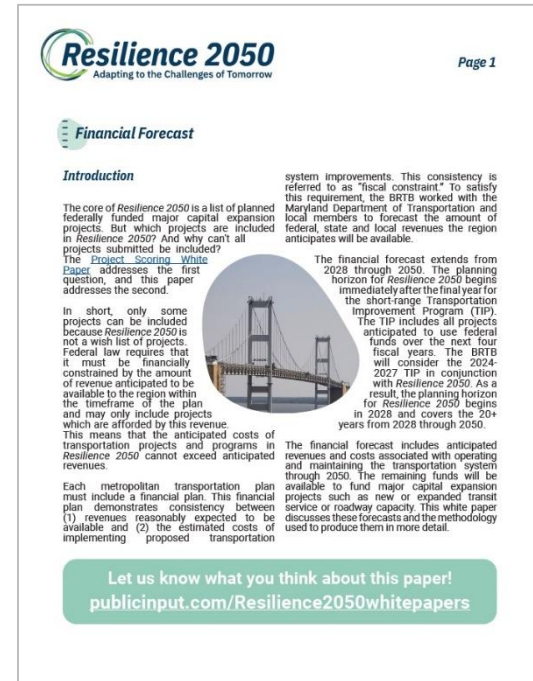 Resilience 2050
Adapting to the Challenges of Tomorrow
Page 1
Financial Forecast
Introduction
The core of Resilience 2050 is a list of planned
federally funded major capital expansion
projects. But which projects are included
in Resilience 2050? And why can't all
projects submitted be included?
The Project Scoring White
Paper addresses the first
question, and this paper
addresses the second.
In short, only some
projects can be included
because Resilience 2050 is
not a wish list of projects.
Federal law requires that
it must be financially
constrained by the amount
of revenue anticipated to be
available to the region within
the timeframe of the plan
and may only include projects
which are afforded by this revenue.
This means that the anticipated costs of
transportation projects and programs in
Resilience 2050 cannot exceed anticipated
revenues.
Each metropolitan transportation plan
must include a financial plan. This financial
plan demonstrates consistency between
(1) revenues reasonably expected to be
available and (2) the estimated costs of
implementing proposed transportation
system improvements. This consistency is
referred to as "fiscal constraint." To satisfy
this requirement, the BRTB worked with the
Maryland Department of Transportation and
local members to forecast the amount of
federal, state and local revenues the region
anticipates will be available.
The financial forecast extends from
2028 through 2050. The planning
horizon for Resilience 2050 begins
immediately after the final year for
the short-range Transportation
Improvement Program (TIP).
The TIP includes all projects
anticipated to use federal
funds over the next four
fiscal years. The BRTB
will consider the 2024-
2027 TIP in conjunction
with Resilience 2050. As a
result, the planning horizon
for Resilience 2050 begins
in 2028 and covers the 20+
years from 2028 through 2050.
The financial forecast includes anticipated
revenues and costs associated with operating
and maintaining the transportation system
through 2050. The remaining funds will be
available to fund major capital expansion
projects such as new or expanded transit
service or roadway capacity. This white paper
discusses these forecasts and the methodology
used to produce them in more detail.
Let us know what you think about this paper!
publicinput.com/Resilience2050whitepapers